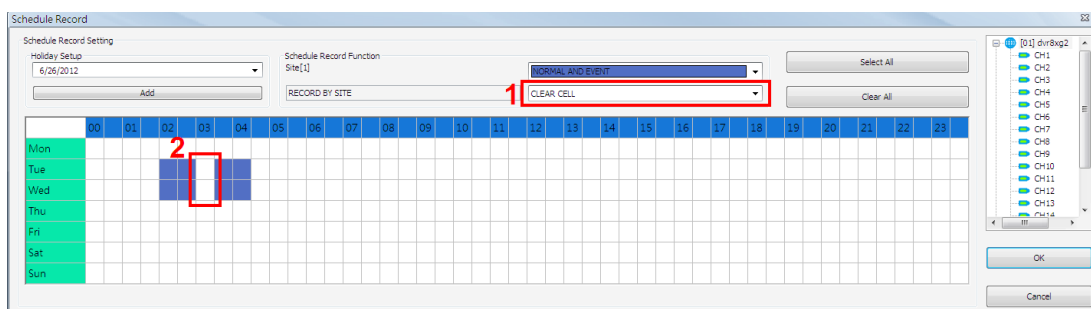 Schedule Record
Schedule Record Setting
Holiday Setup
6/26/2012
Add
Schedule Record Function
Site[1]
NORMAL AND EVENT
RECORD BY SITE
1
CLEAR CELL
Select All
Clear All
00 01 02 03 04 05 06 07 08 09 10 11 12 13 14 15 16 17 18 19 20 21 22 23
2
Mon
Tue
Wed
Thu
Fri
Sat
Sun
[01] dvr8xg2
CH1
CH2
CH3
CH4
CH5
CH6
CH7
CH8
CH9
CH10
CH11
CH12
CH13
CH14
OK
Cancel